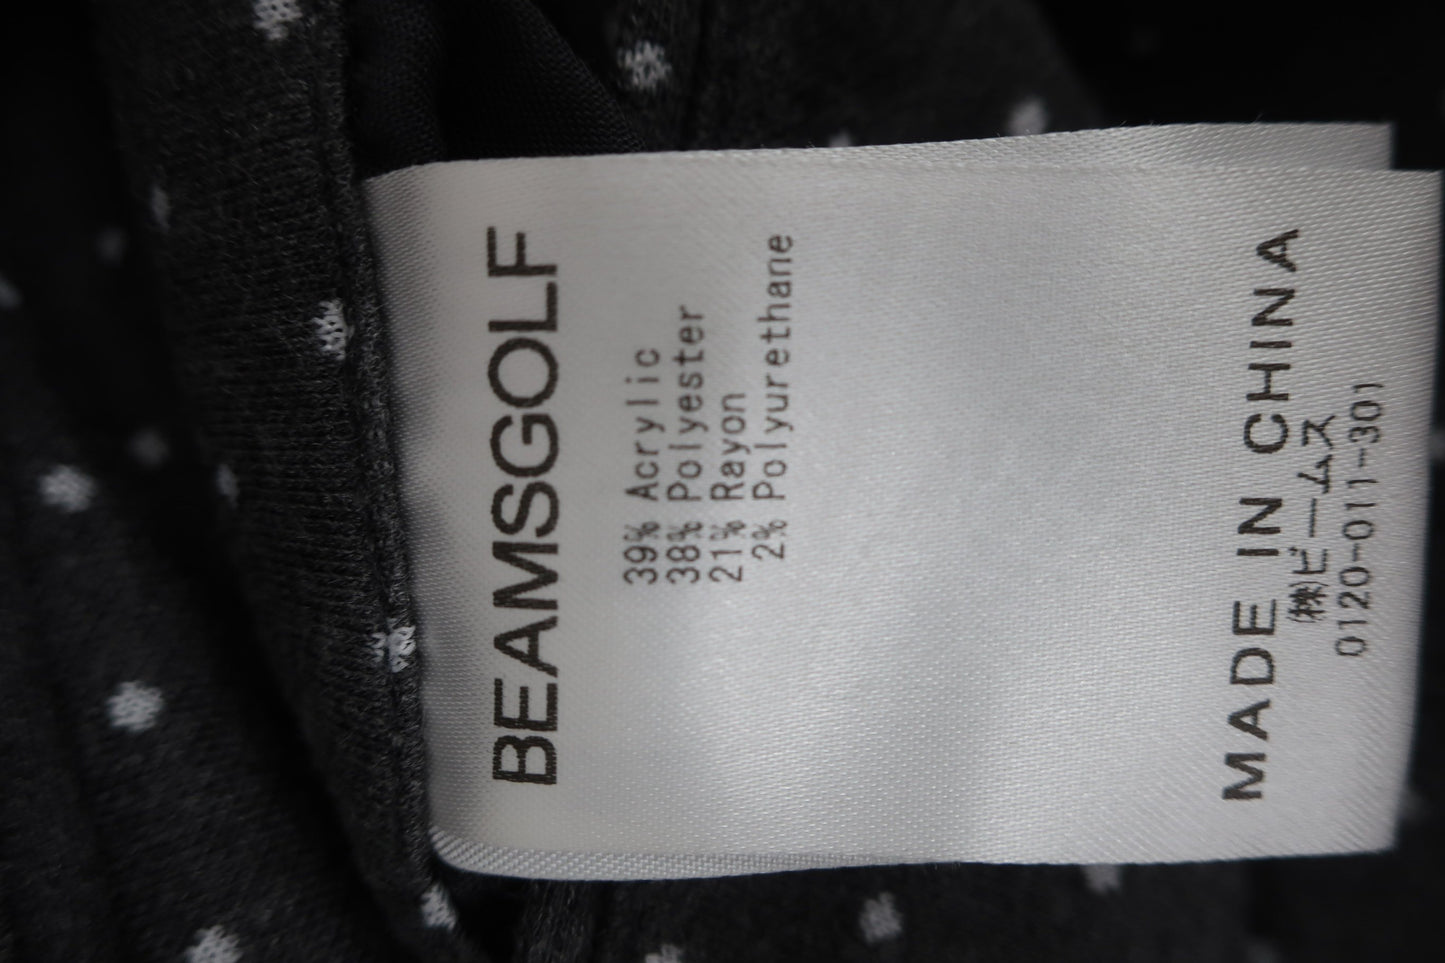 BEAMSGOLF
39% Acrylic
38% Polyester
21% Rayon
2% Polyurethane
MADE IN CHINA
(株)ビームス
0120-011-301